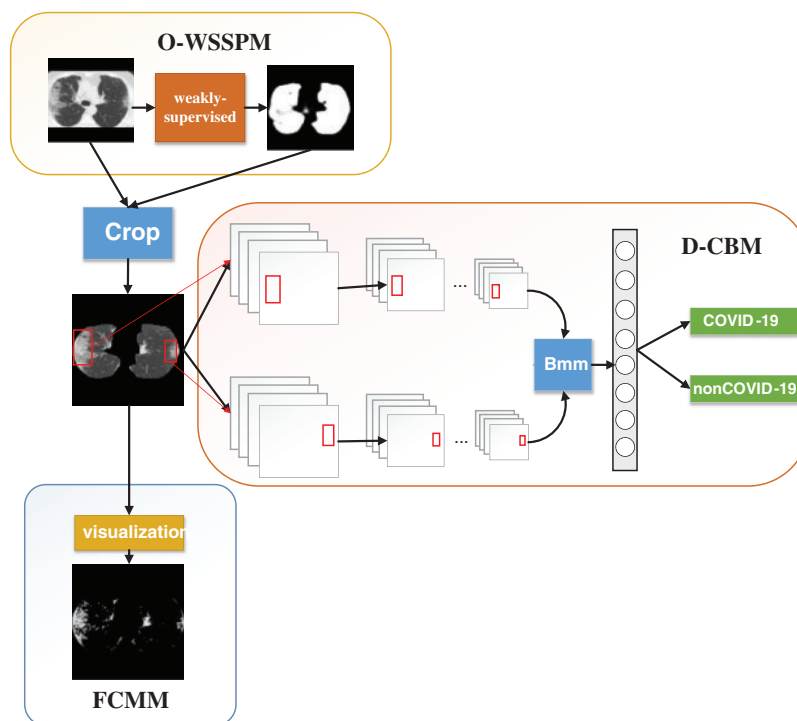 O-WSSPM
weakly-
supervised
Crop
D-CBM
...
COVID-19
Bmm
nonCOVID-19
...
visualization
FCMM